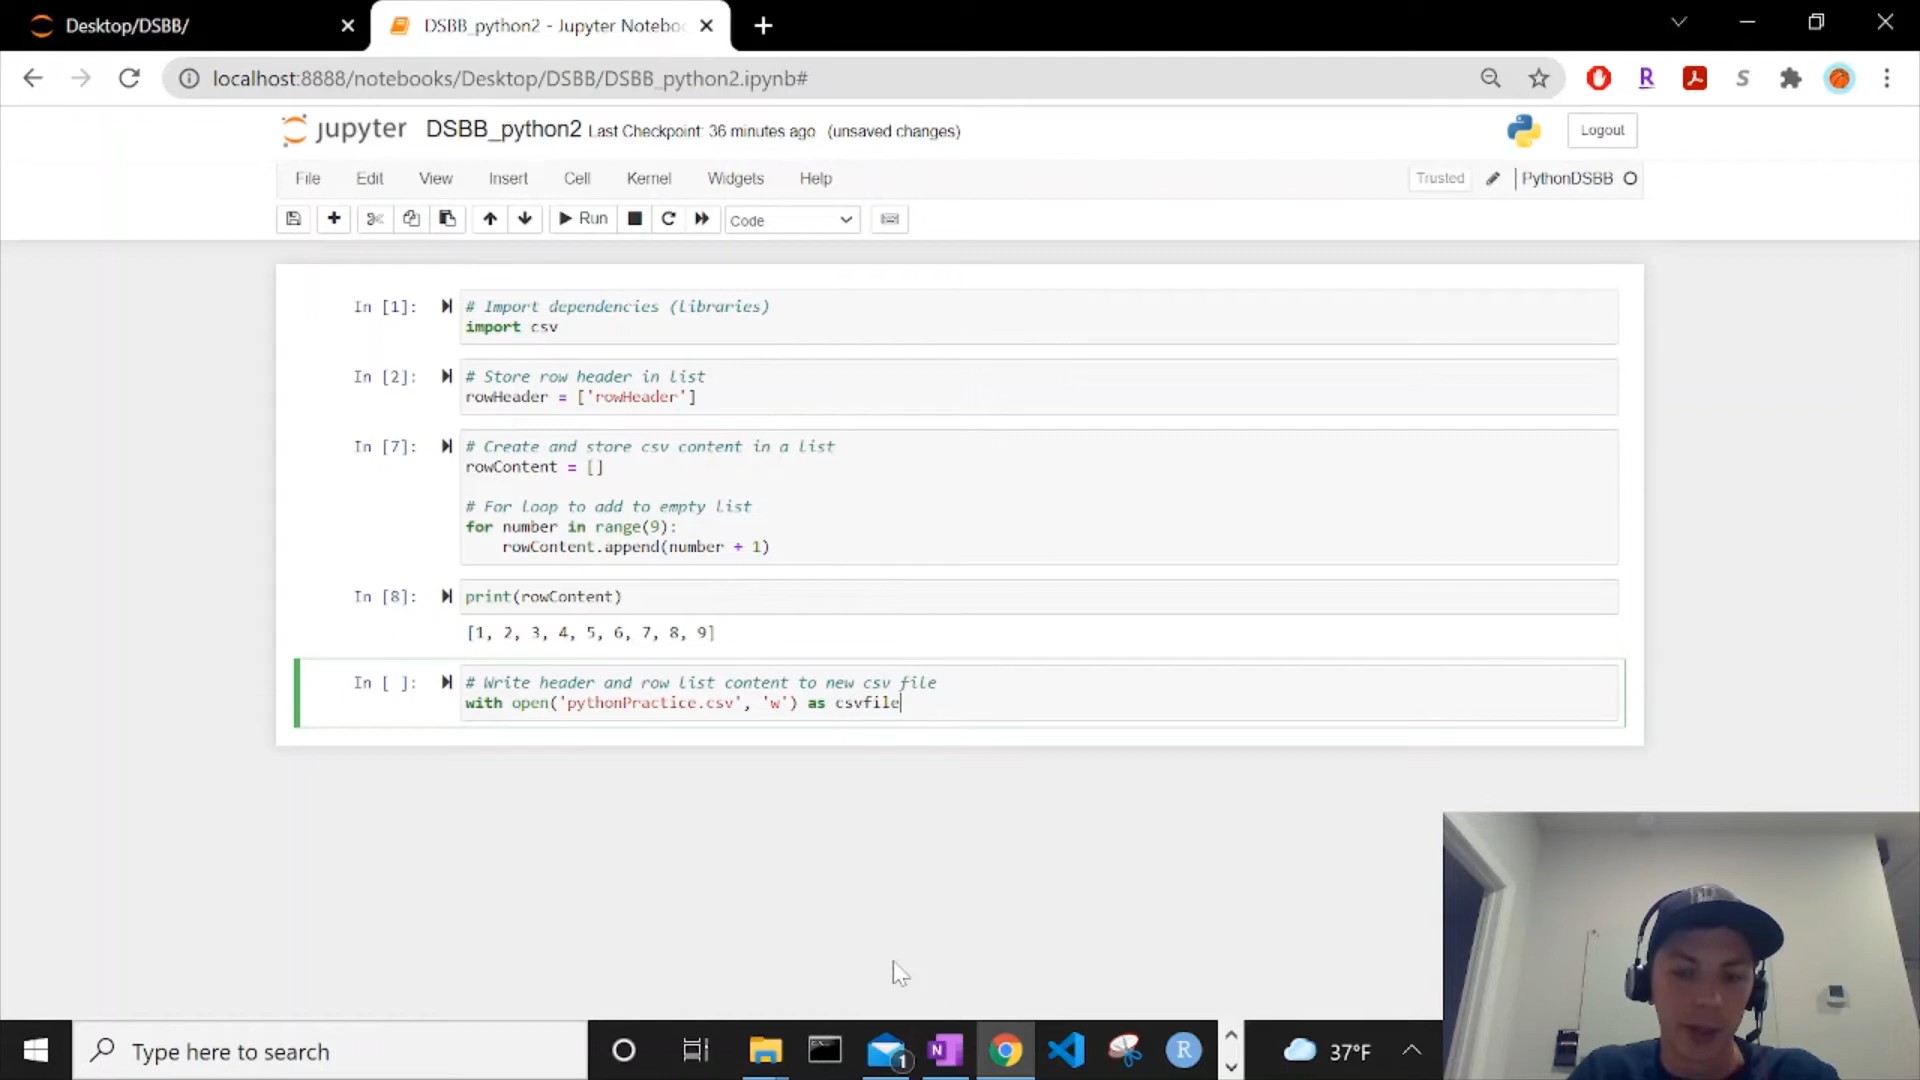 Desktop/DSBB/
DSBB_python2 - Jupyter Notebo
localhost:8888/notebooks/Desktop/DSBB/DSBB_python2.ipynb#
jupyter DSBB_python2 Last Checkpoint: 36 minutes ago (unsaved changes)
Logout
File Edit View Insert Cell Kernel Widgets Help
Trusted PythonDSBB
Run Code
In [1]: # Import dependencies (libraries)
import csv
In [2]: # Store row header in list
rowHeader = ['rowHeader']
In [7]: # Create and store csv content in a list
rowContent = []
# For loop to add to empty list
for number in range(9):
rowContent.append(number + 1)
In [8]: print(rowContent)
[1, 2, 3, 4, 5, 6, 7, 8, 9]
In [ ]: # Write header and row list content to new csv file
with open('pythonPractice.csv', 'w') as csvfile
Type here to search
1
N
R
37°F